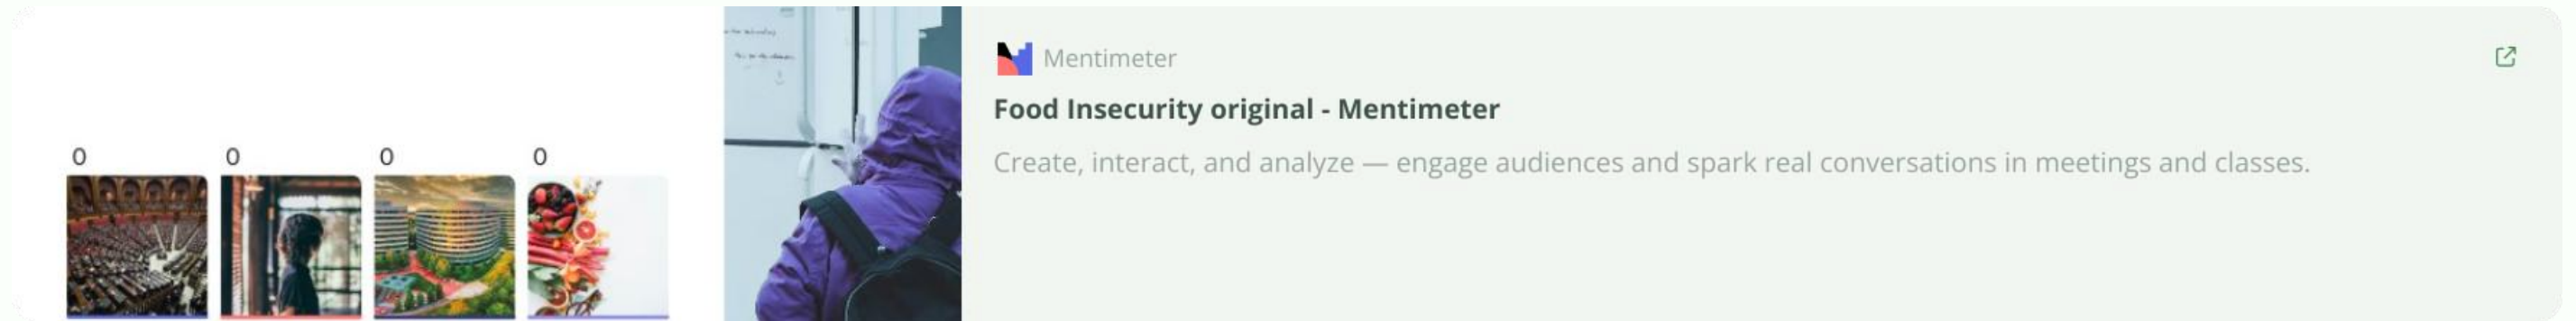 0 0 0 0
Mentimeter
Food Insecurity original - Mentimeter
Create, interact, and analyze — engage audiences and spark real conversations in meetings and classes.